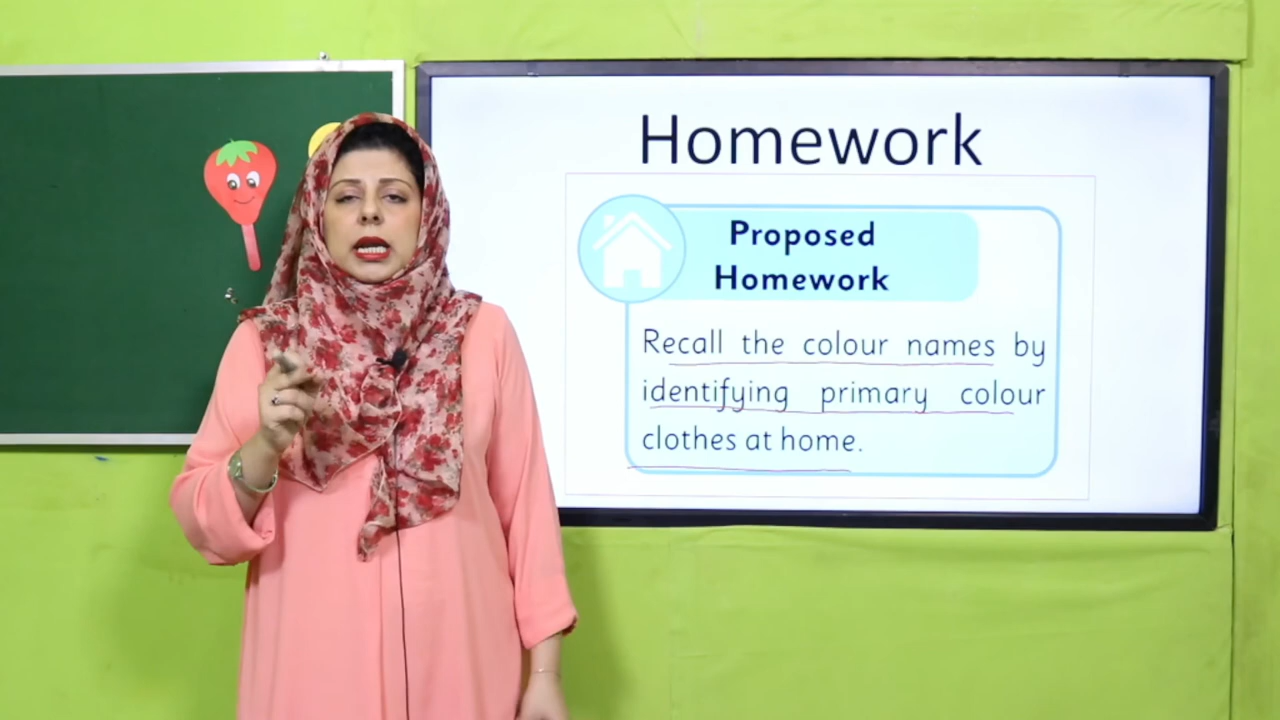 Homework
Proposed
Homework
Recall the colour names by
identifying primary colour
clothes at home.